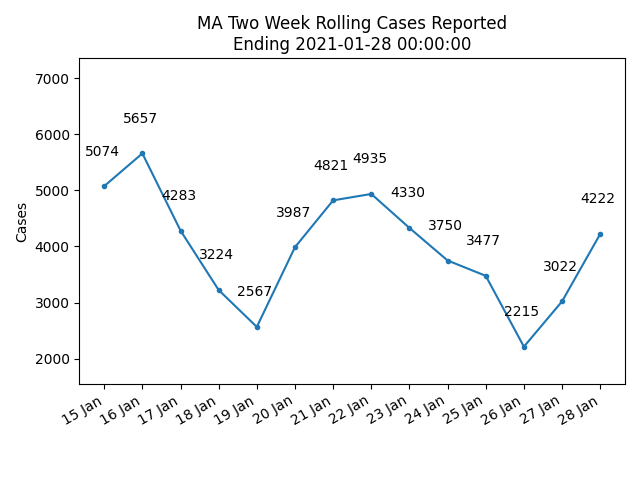 MA Two Week Rolling Cases Reported
Ending 2021-01-28 00:00:00
Cases
7000
6000
5000
4000
3000
2000
5074
5657
4283
3224
2567
3987
4821
4935
4330
3750
3477
2215
3022
4222
15 Jan
16 Jan
17 Jan
18 Jan
19 Jan
20 Jan
21 Jan
22 Jan
23 Jan
24 Jan
25 Jan
26 Jan
27 Jan
28 Jan